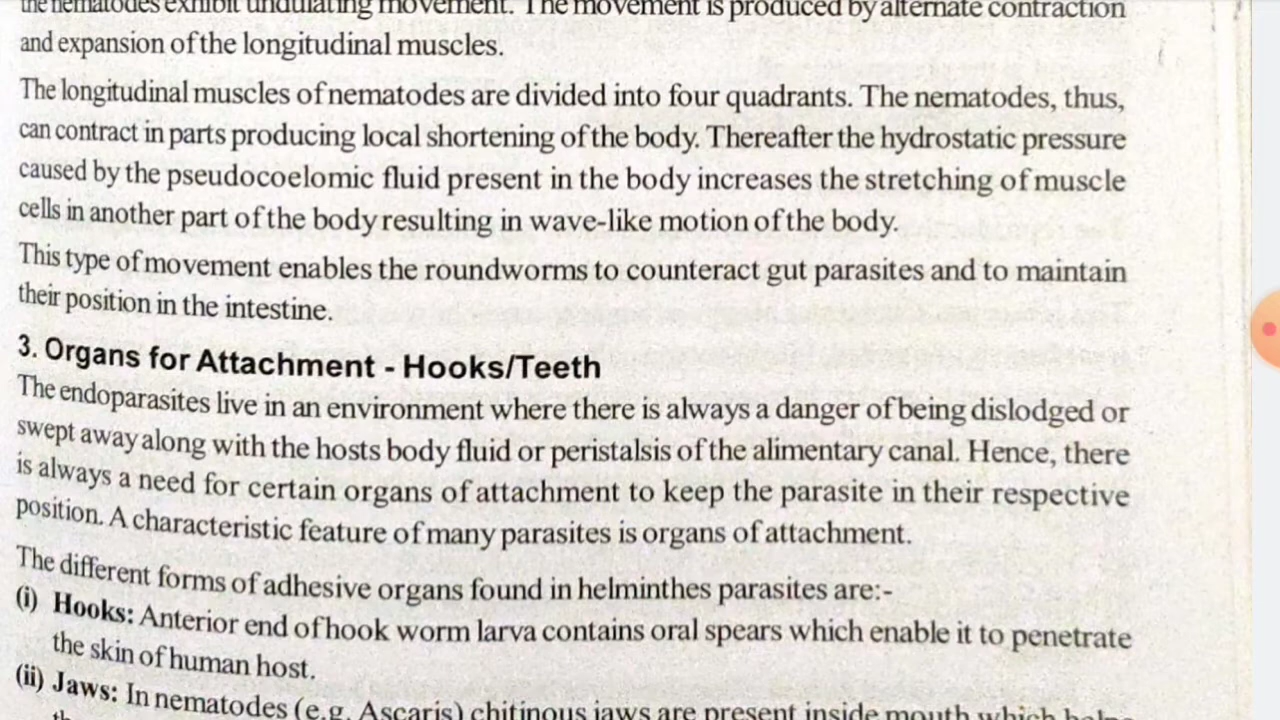 the nematodes exhibit undulating movement. The movement is produced by alternate contraction
and expansion of the longitudinal muscles.
The longitudinal muscles of nematodes are divided into four quadrants. The nematodes, thus,
can contract in parts producing local shortening of the body. Thereafter the hydrostatic pressure
caused by the pseudocoelomic fluid present in the body increases the stretching of muscle
cells in another part of the body resulting in wave-like motion of the body.
This type of movement enables the roundworms to counteract gut parasites and to maintain
their position in the intestine.
3. Organs for Attachment - Hooks/Teeth
The endoparasites live in an environment where there is always a danger of being dislodged or
swept away along with the hosts body fluid or peristalsis of the alimentary canal. Hence, there
is always a need for certain organs of attachment to keep the parasite in their respective
position. A characteristic feature of many parasites is organs of attachment.
The different forms of adhesive organs found in helminthes parasites are:-
(i) Hooks: Anterior end of hook worm larva contains oral spears which enable it to penetrate
the skin of human host.
(ii) Jaws: In nematodes (e.g. Ascaris) chitinous jaws are present inside mouth which